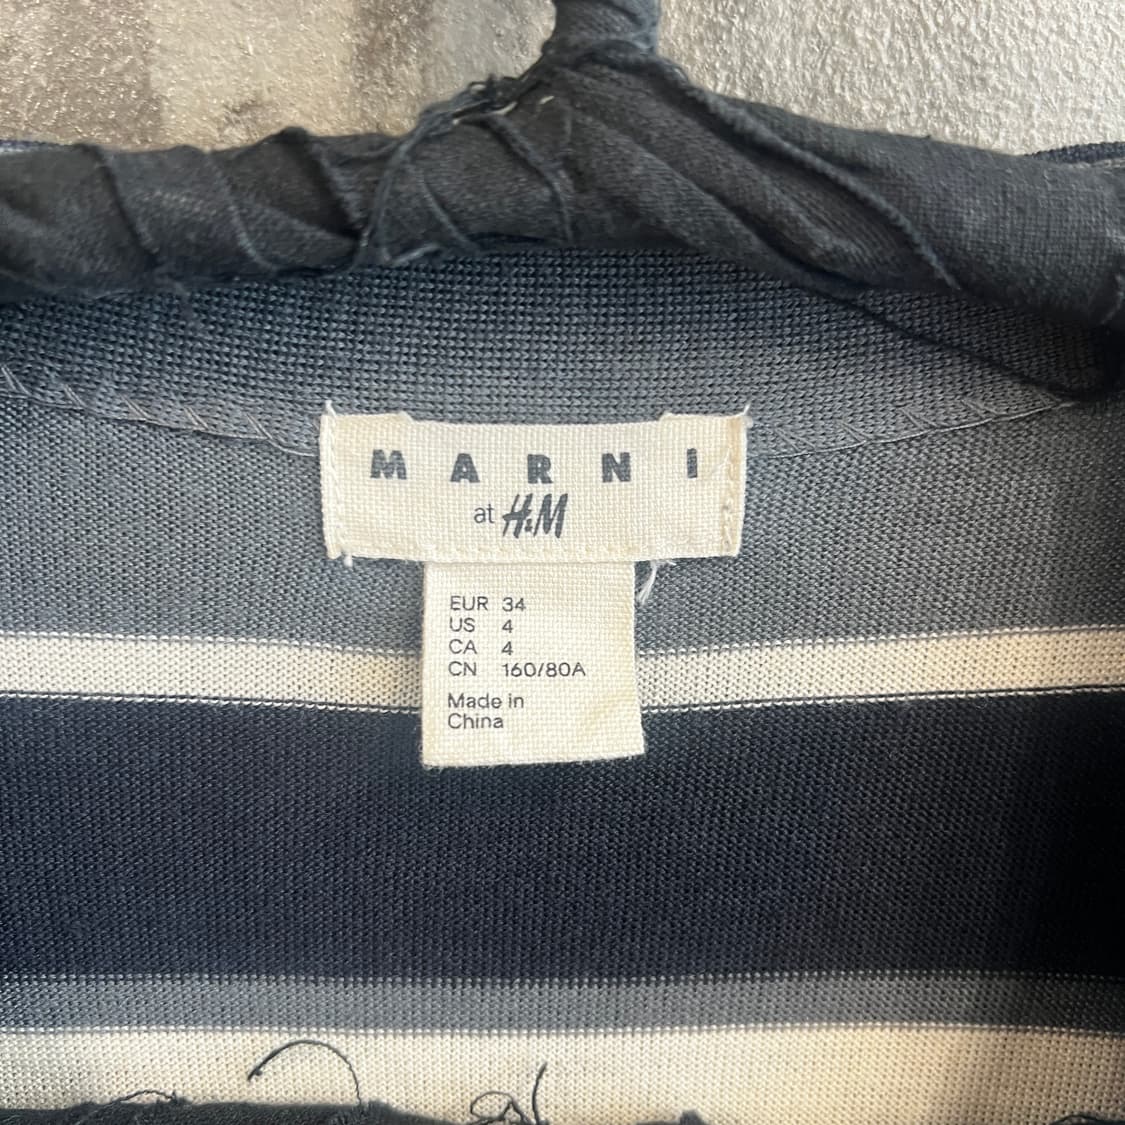 MARNI
at H&M
EUR 34
US 4
CA 4
CN 160/80A
Made in
China